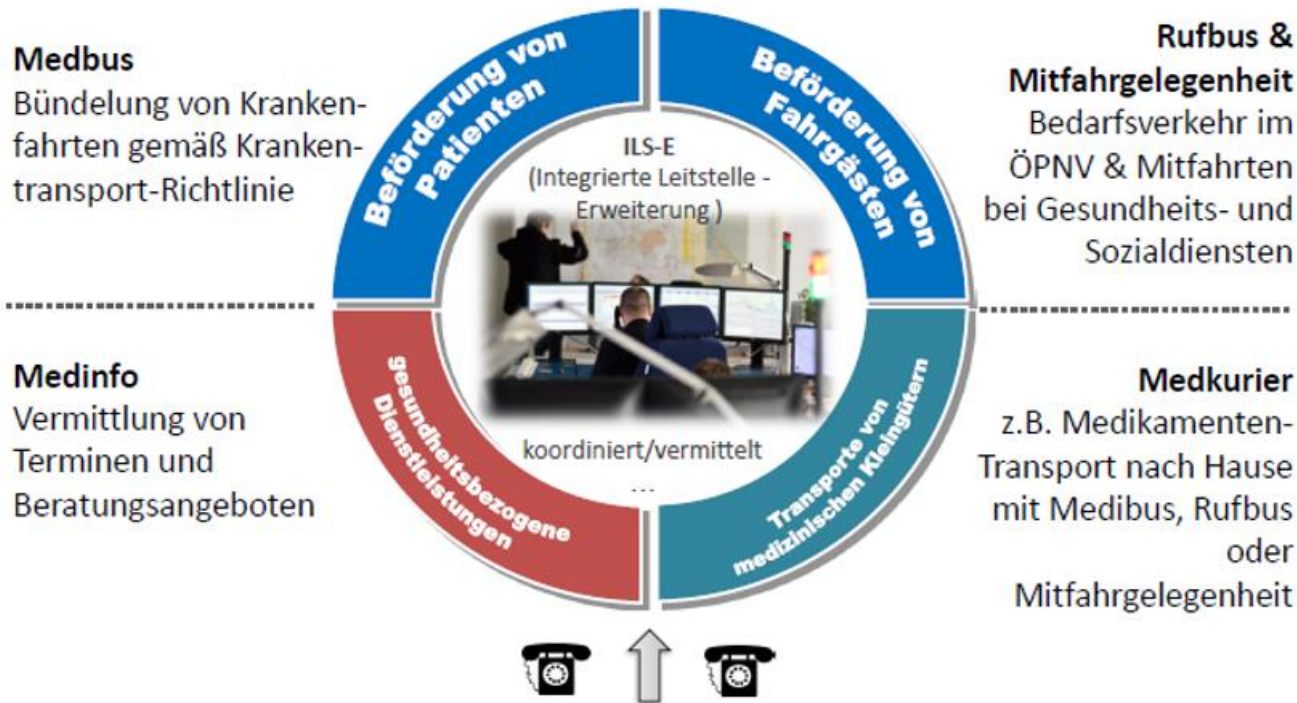 Medbus
Bündelung von Kranken-
fahrten gemäß Kranken-
transport-Richtlinie
Beförderung von
Patienten
Beförderung von
Fahrgästen
Rufbus &
Mitfahrgelegenheit
Bedarfsverkehr im
ÖPNV & Mitfahrten
bei Gesundheits- und
Sozialdiensten
ILS-E
(Integrierte Leitstelle -
Erweiterung )
Medinfo
Vermittlung von
Terminen und
Beratungsangeboten
gesundheitsbezogene
Dienstleistungen
koordiniert/vermittelt
...
Transporte von
medizinischen Kleingütern
Medkurier
z.B. Medikamenten-
Transport nach Hause
mit Medibus, Rufbus
oder
Mitfahrgelegenheit